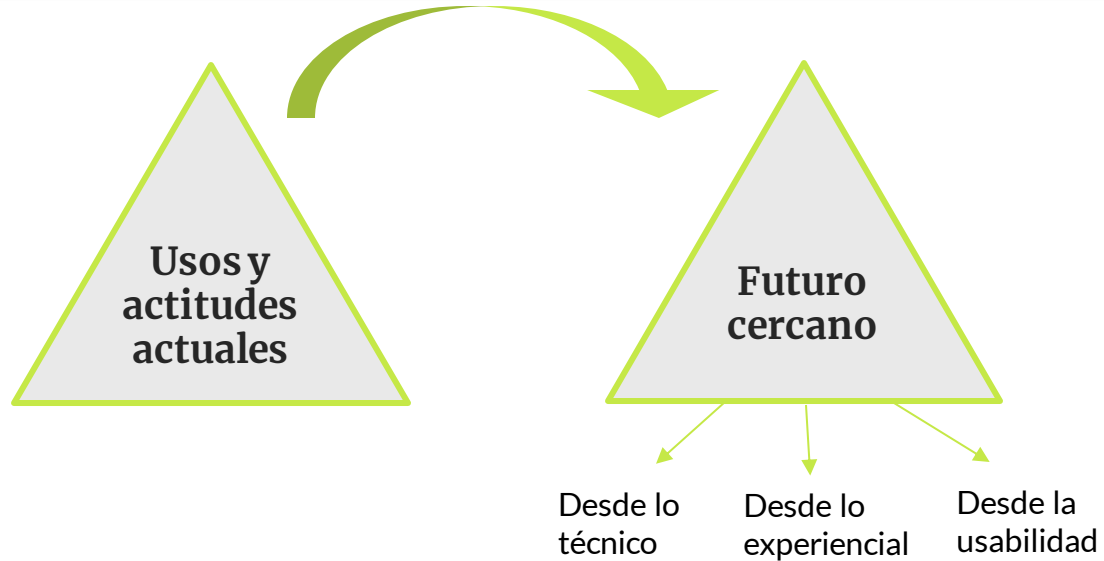 Usos y
actitudes
actuales
Futuro
cercano
Desde lo
técnico
Desde lo
experiencial
Desde la
usabilidad